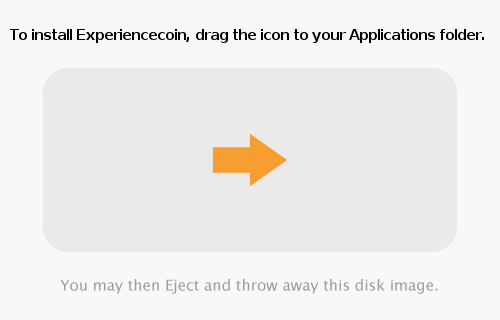 To install Experiencecoin, drag the icon to your Applications folder.
You may then Eject and throw away this disk image.